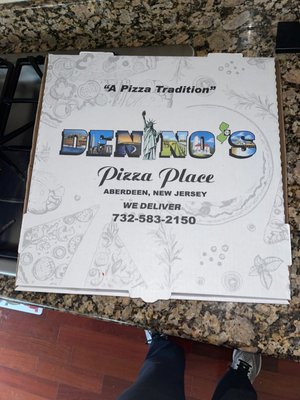 "A Pizza Tradition"
DENINO'S
Pizza Place
ABERDEEN, NEW JERSEY
WE DELIVER
732-583-2150